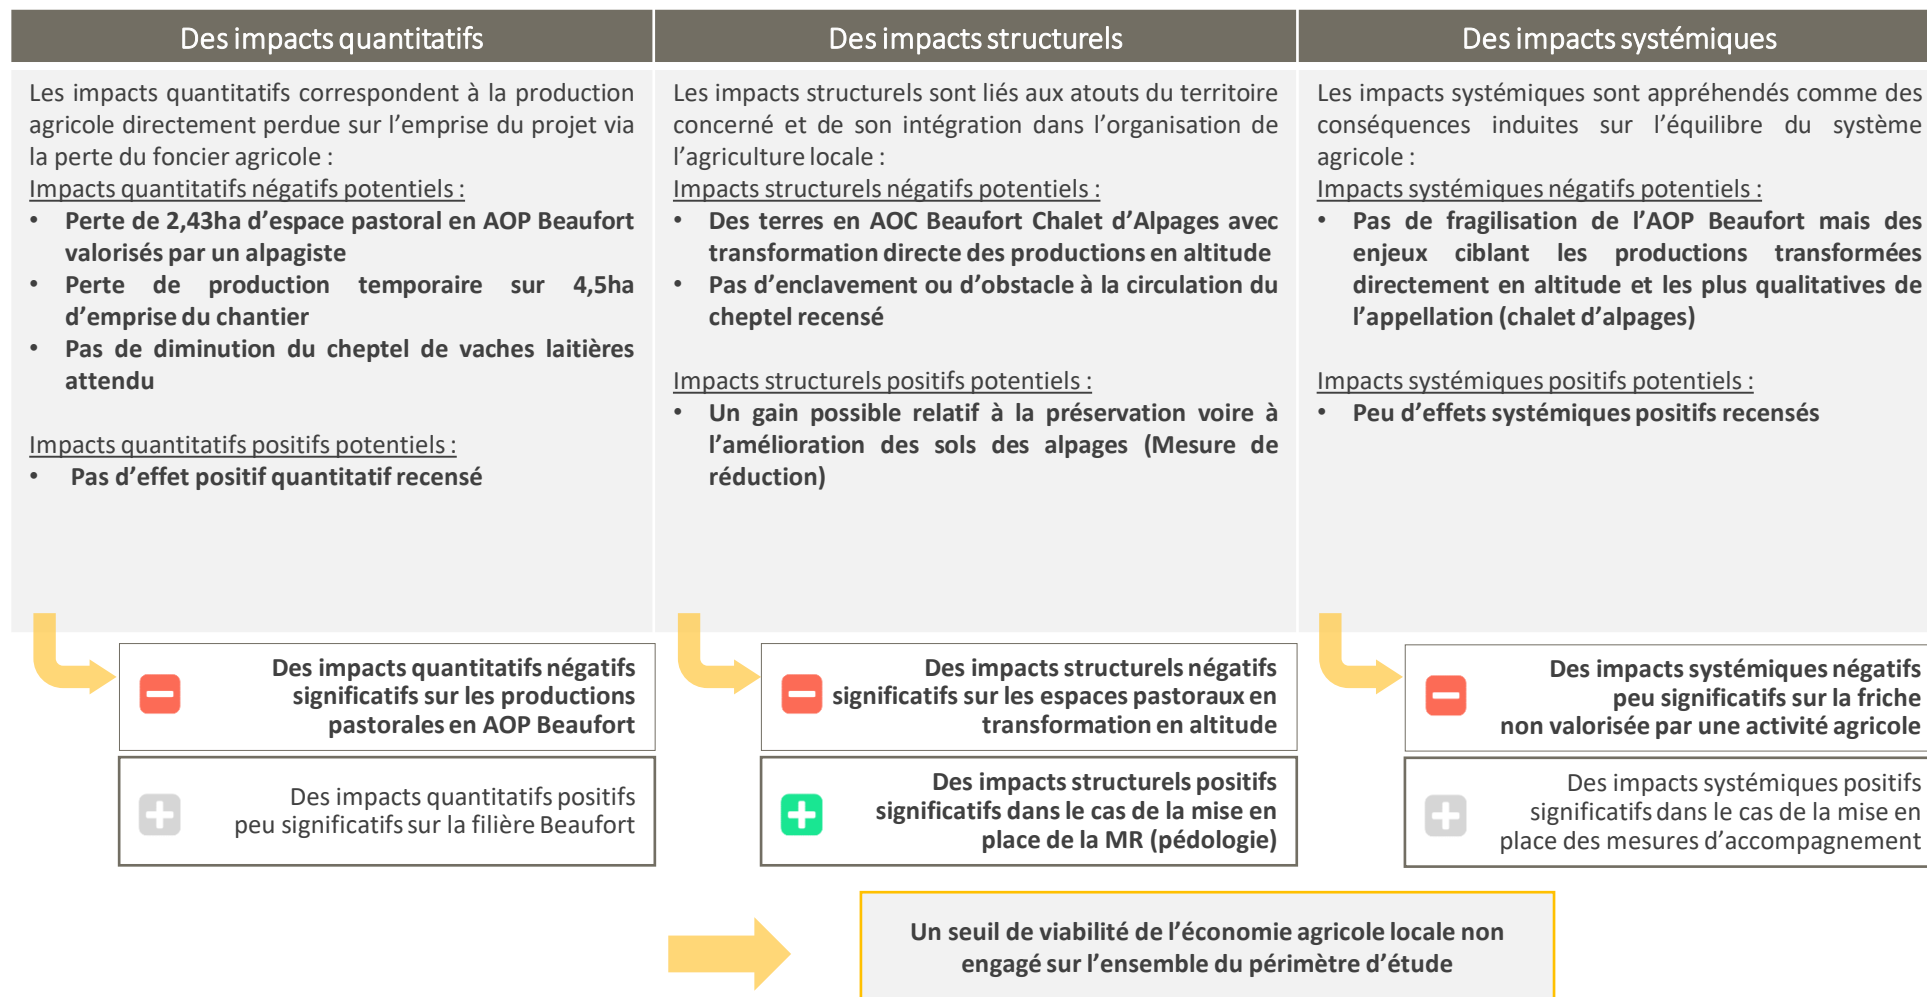 Des impacts quantitatifs
Les impacts quantitatifs correspondent à la production
agricole directement perdue sur l’emprise du projet via
la perte du foncier agricole :
Impacts quantitatifs négatifs potentiels :
• Perte de 2,43ha d’espace pastoral en AOP Beaufort
valorisés par un alpagiste
• Perte de production temporaire sur 4,5ha
d’emprise du chantier
• Pas de diminution du cheptel de vaches laitières
attendu
Impacts quantitatifs positifs potentiels :
• Pas d’effet positif quantitatif recensé
Des impacts quantitatifs négatifs
significatifs sur les productions
pastorales en AOP Beaufort
Des impacts quantitatifs positifs
peu significatifs sur la filière Beaufort
Des impacts structurels
Les impacts structurels sont liés aux atouts du territoire
concerné et de son intégration dans l’organisation de
l’agriculture locale :
Impacts structurels négatifs potentiels :
• Des terres en AOC Beaufort Chalet d’Alpages avec
transformation directe des productions en altitude
• Pas d’enclavement ou d’obstacle à la circulation du
cheptel recensé
Impacts structurels positifs potentiels :
• Un gain possible relatif à la préservation voire à
l’amélioration des sols des alpages (Mesure de
réduction)
Des impacts structurels négatifs
significatifs sur les espaces pastoraux en
transformation en altitude
Des impacts structurels positifs
significatifs dans le cas de la mise en
place de la MR (pédologie)
Des impacts systémiques
Les impacts systémiques sont appréhendés comme des
conséquences induites sur l’équilibre du système
agricole :
Impacts systémiques négatifs potentiels :
• Pas de fragilisation de l’AOP Beaufort mais des
enjeux ciblant les productions transformées
directement en altitude et les plus qualitatives de
l’appellation (chalet d’alpages)
Impacts systémiques positifs potentiels :
• Peu d’effets systémiques positifs recensés
Des impacts systémiques négatifs
peu significatifs sur la friche
non valorisée par une activité agricole
Des impacts systémiques positifs
significatifs dans le cas de la mise en
place des mesures d’accompagnement
Un seuil de viabilité de l’économie agricole locale non
engagé sur l’ensemble du périmètre d’étude